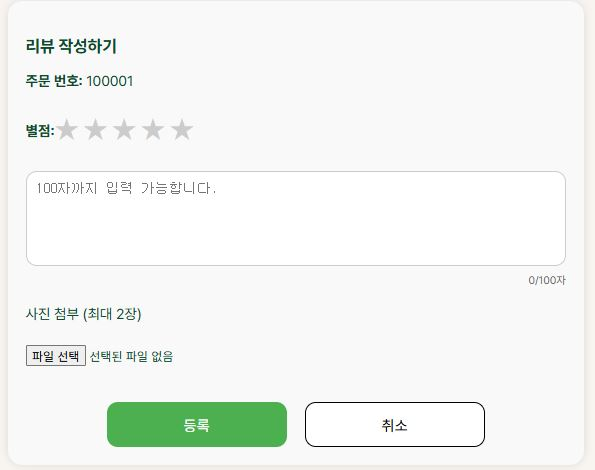 리뷰 작성하기
주문 번호: 100001
별점:
100자까지 입력 가능합니다.
0/100자
사진 첨부 (최대 2장)
파일 선택 선택된 파일 없음
등록 취소